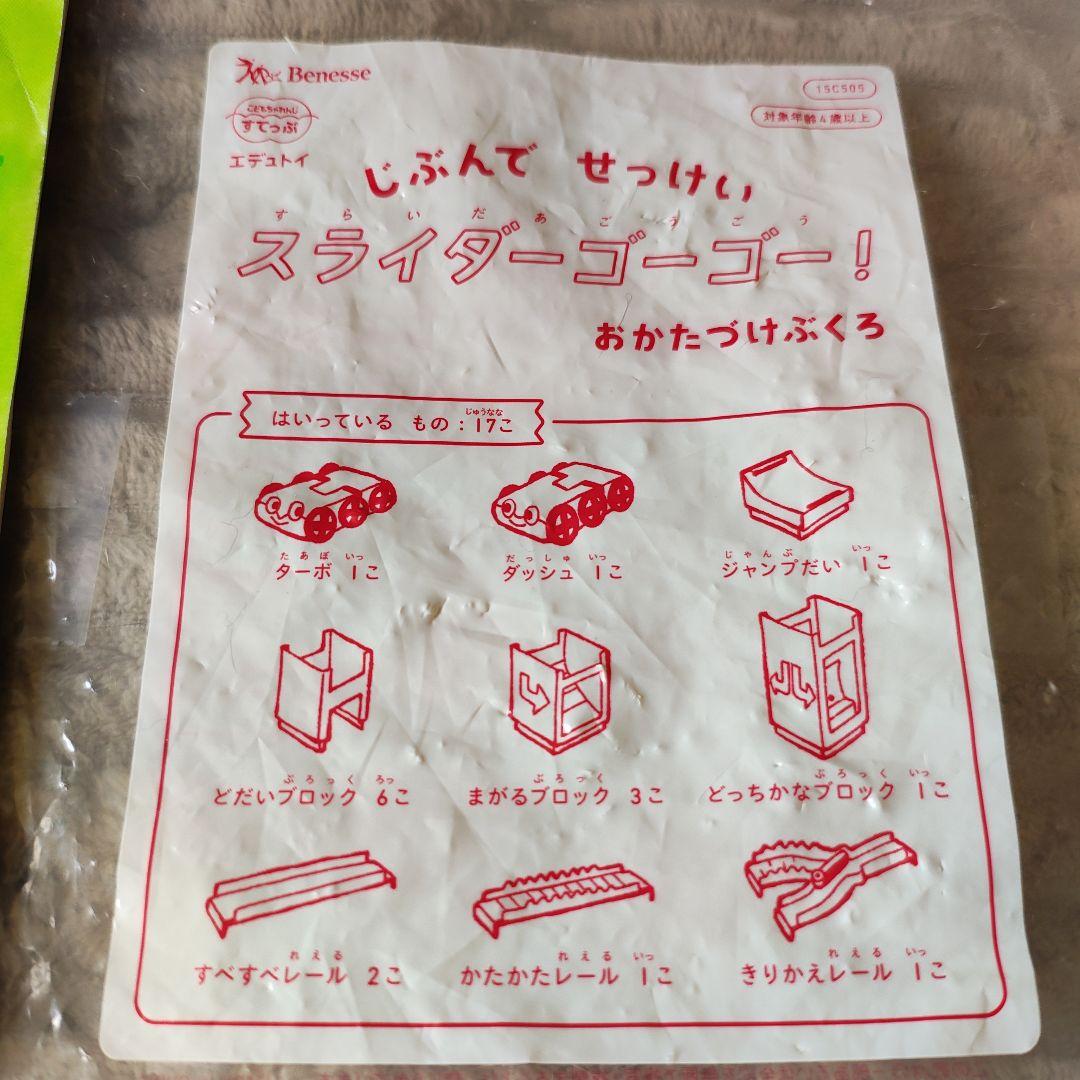 Benesse
15C505
こどもちゃれんじ
すてっぷ
対象年齢4歳以上
エデュトイ
じぶんで せっけい
すらいだあごうごう
スライダーゴーゴー!
おかたづけぶくろ
じゅうなな
はいっている もの:17こ
たあぼ いっ
ターボ 1こ
だっしゅ いっ
ダッシュ 1こ
じゃんぷ いっ
ジャンプだい 1こ
ぶろっく ろっ
どだいブロック 6こ
ぶろっく
まがるブロック 3こ
ぶろっく いっ
どっちかなブロック 1こ
れえる
すべすべレール 2こ
れえる いっ
かたかたレール 1こ
れえる いっ
きりかえレール 1こ